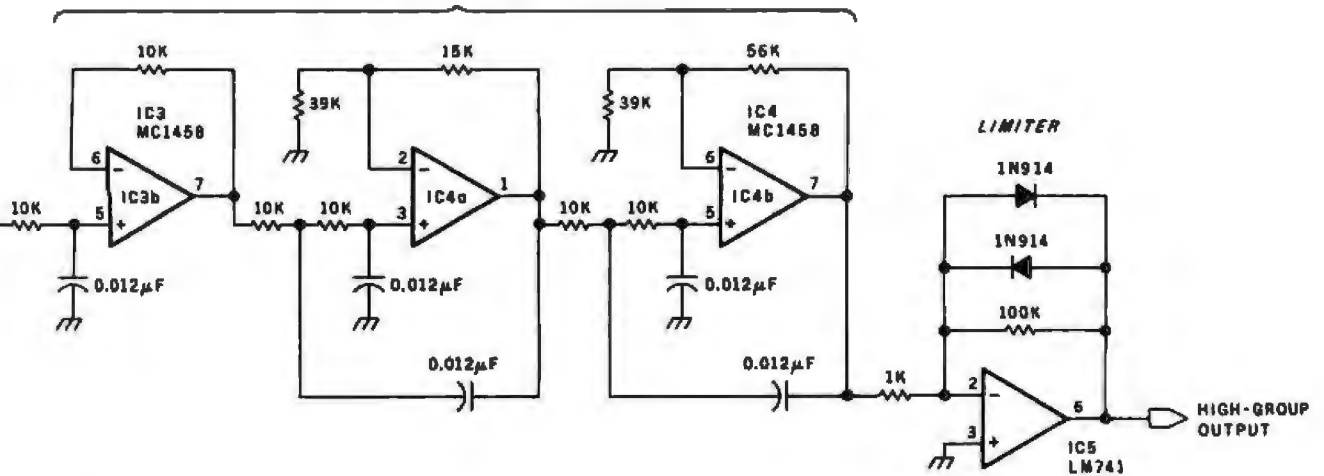 10K
15K
56K
39K
39K
IC3
MC1458
IC4
MC1458
LIMITER
1N914
6
7
IC3b
5
2
1
IC4a
3
6
7
IC4b
5
10K
10K
10K
10K
10K
1N914
0.012µF
0.012µF
0.012µF
100K
0.012µF
0.012µF
1K
2
6
3
IC5
LM741
HIGH-GROUP
OUTPUT